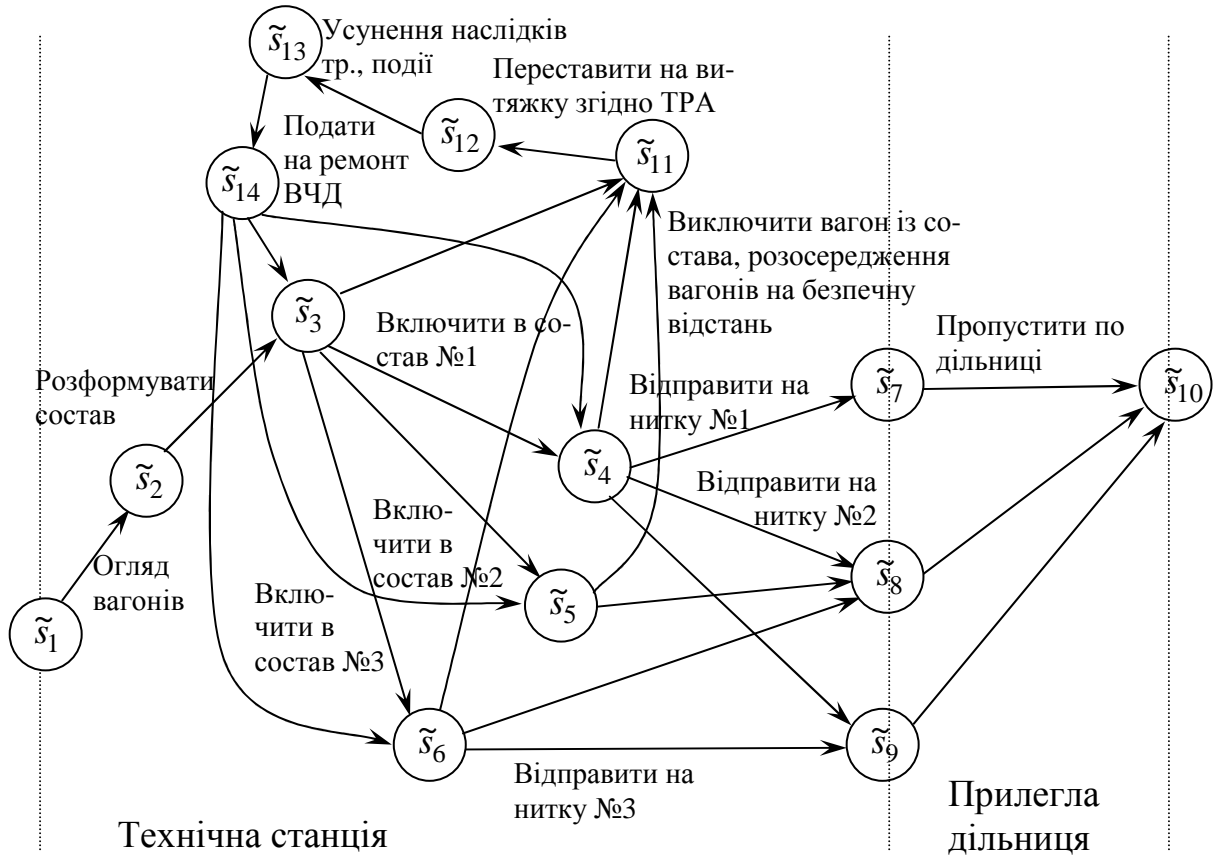 s̃13
Усунення наслідків
тр., події
Переставити на ви-
тяжку згідно ТРА
s̃12
Подати
на ремонт
ВЧД
s̃11
s̃14
Виключити вагон із со-
става, розосередження
вагонів на безпечну
відстань
s̃3
Включити в со-
став №1
Пропустити по
дільниці
Розформувати
состав
Відправити на
нитку №1
s̃7
s̃10
s̃2
s̃4
Відправити на
нитку №2
Вклю-
чити в
состав №2
Огляд
вагонів
s̃8
Вклю-
чити в
состав №3
s̃5
s̃1
s̃6
s̃9
Відправити на
нитку №3
Технічна станція
Прилегла
дільниця